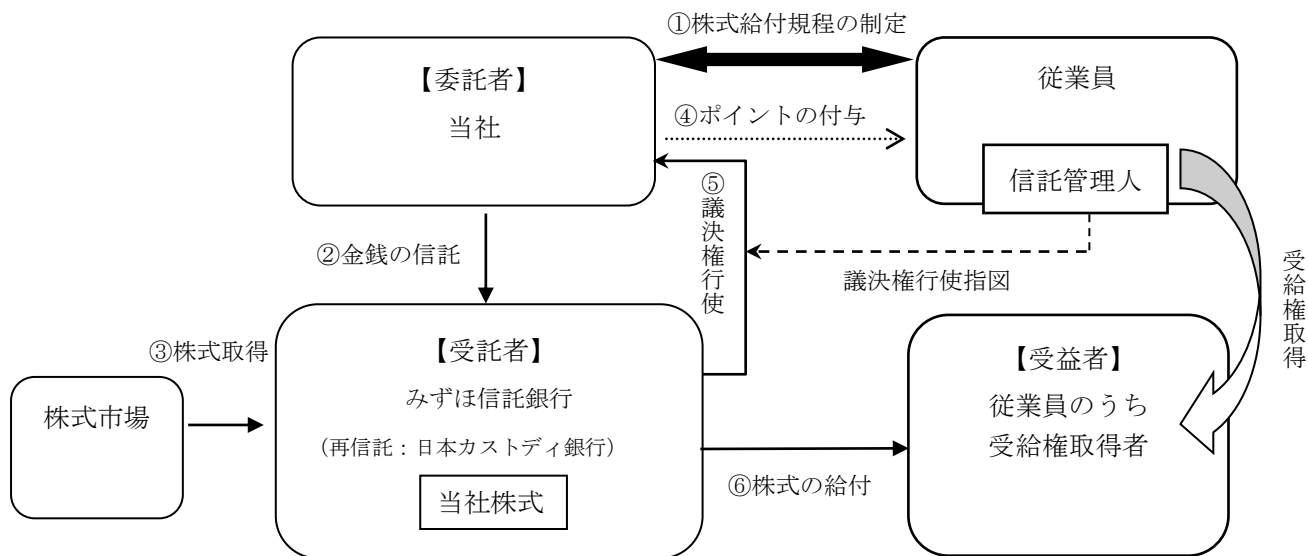 ①株式給付規程の制定
【委託者】
当社
従業員
④ポイントの付与
信託管理人
⑤議決権行使
②金銭の信託
議決権行使指図
受給権取得
③株式取得
【受託者】
みずほ信託銀行
（再信託：日本カストディ銀行）
当社株式
株式市場
【受益者】
従業員のうち
受給権取得者
⑥株式の給付